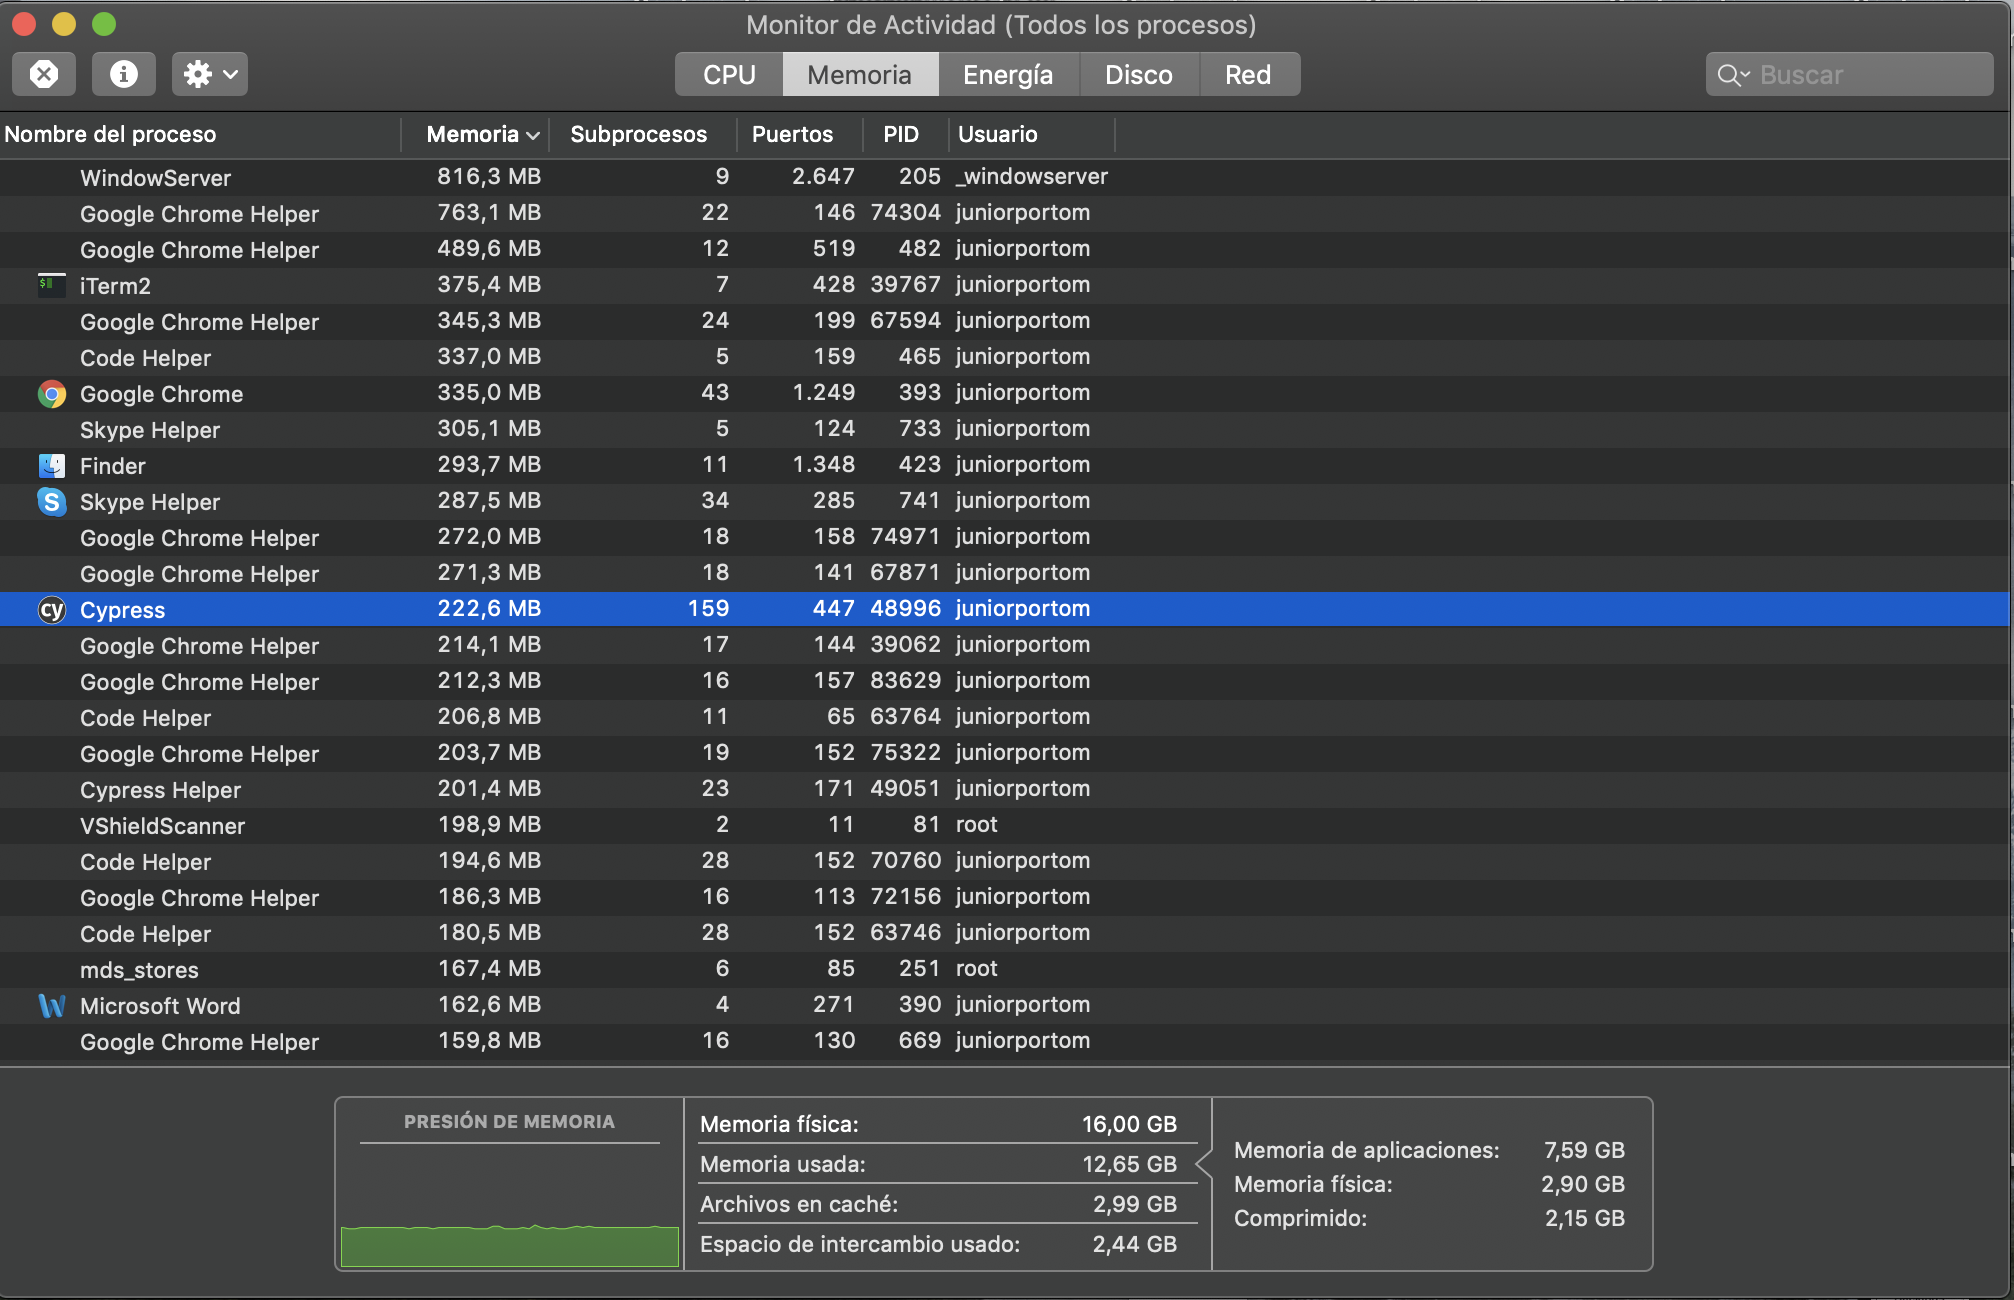 Monitor de Actividad (Todos los procesos)
CPU Memoria Energía Disco Red Buscar
Nombre del proceso Memoria Subprocesos Puertos PID Usuario
WindowServer 816,3 MB 9 2.647 205 _windowserver
Google Chrome Helper 763,1 MB 22 146 74304 juniorportom
Google Chrome Helper 489,6 MB 12 519 482 juniorportom
$ iTerm2 375,4 MB 7 428 39767 juniorportom
Google Chrome Helper 345,3 MB 24 199 67594 juniorportom
Code Helper 337,0 MB 5 159 465 juniorportom
Google Chrome 335,0 MB 43 1.249 393 juniorportom
Skype Helper 305,1 MB 5 124 733 juniorportom
Finder 293,7 MB 11 1.348 423 juniorportom
S Skype Helper 287,5 MB 34 285 741 juniorportom
Google Chrome Helper 272,0 MB 18 158 74971 juniorportom
Google Chrome Helper 271,3 MB 18 141 67871 juniorportom
cy Cypress 222,6 MB 159 447 48996 juniorportom
Google Chrome Helper 214,1 MB 17 144 39062 juniorportom
Google Chrome Helper 212,3 MB 16 157 83629 juniorportom
Code Helper 206,8 MB 11 65 63764 juniorportom
Google Chrome Helper 203,7 MB 19 152 75322 juniorportom
Cypress Helper 201,4 MB 23 171 49051 juniorportom
VShieldScanner 198,9 MB 2 11 81 root
Code Helper 194,6 MB 28 152 70760 juniorportom
Google Chrome Helper 186,3 MB 16 113 72156 juniorportom
Code Helper 180,5 MB 28 152 63746 juniorportom
mds_stores 167,4 MB 6 85 251 root
W Microsoft Word 162,6 MB 4 271 390 juniorportom
Google Chrome Helper 159,8 MB 16 130 669 juniorportom
PRESIÓN DE MEMORIA
Memoria física: 16,00 GB
Memoria usada: 12,65 GB
Archivos en caché: 2,99 GB
Espacio de intercambio usado: 2,44 GB
Memoria de aplicaciones: 7,59 GB
Memoria física: 2,90 GB
Comprimido: 2,15 GB